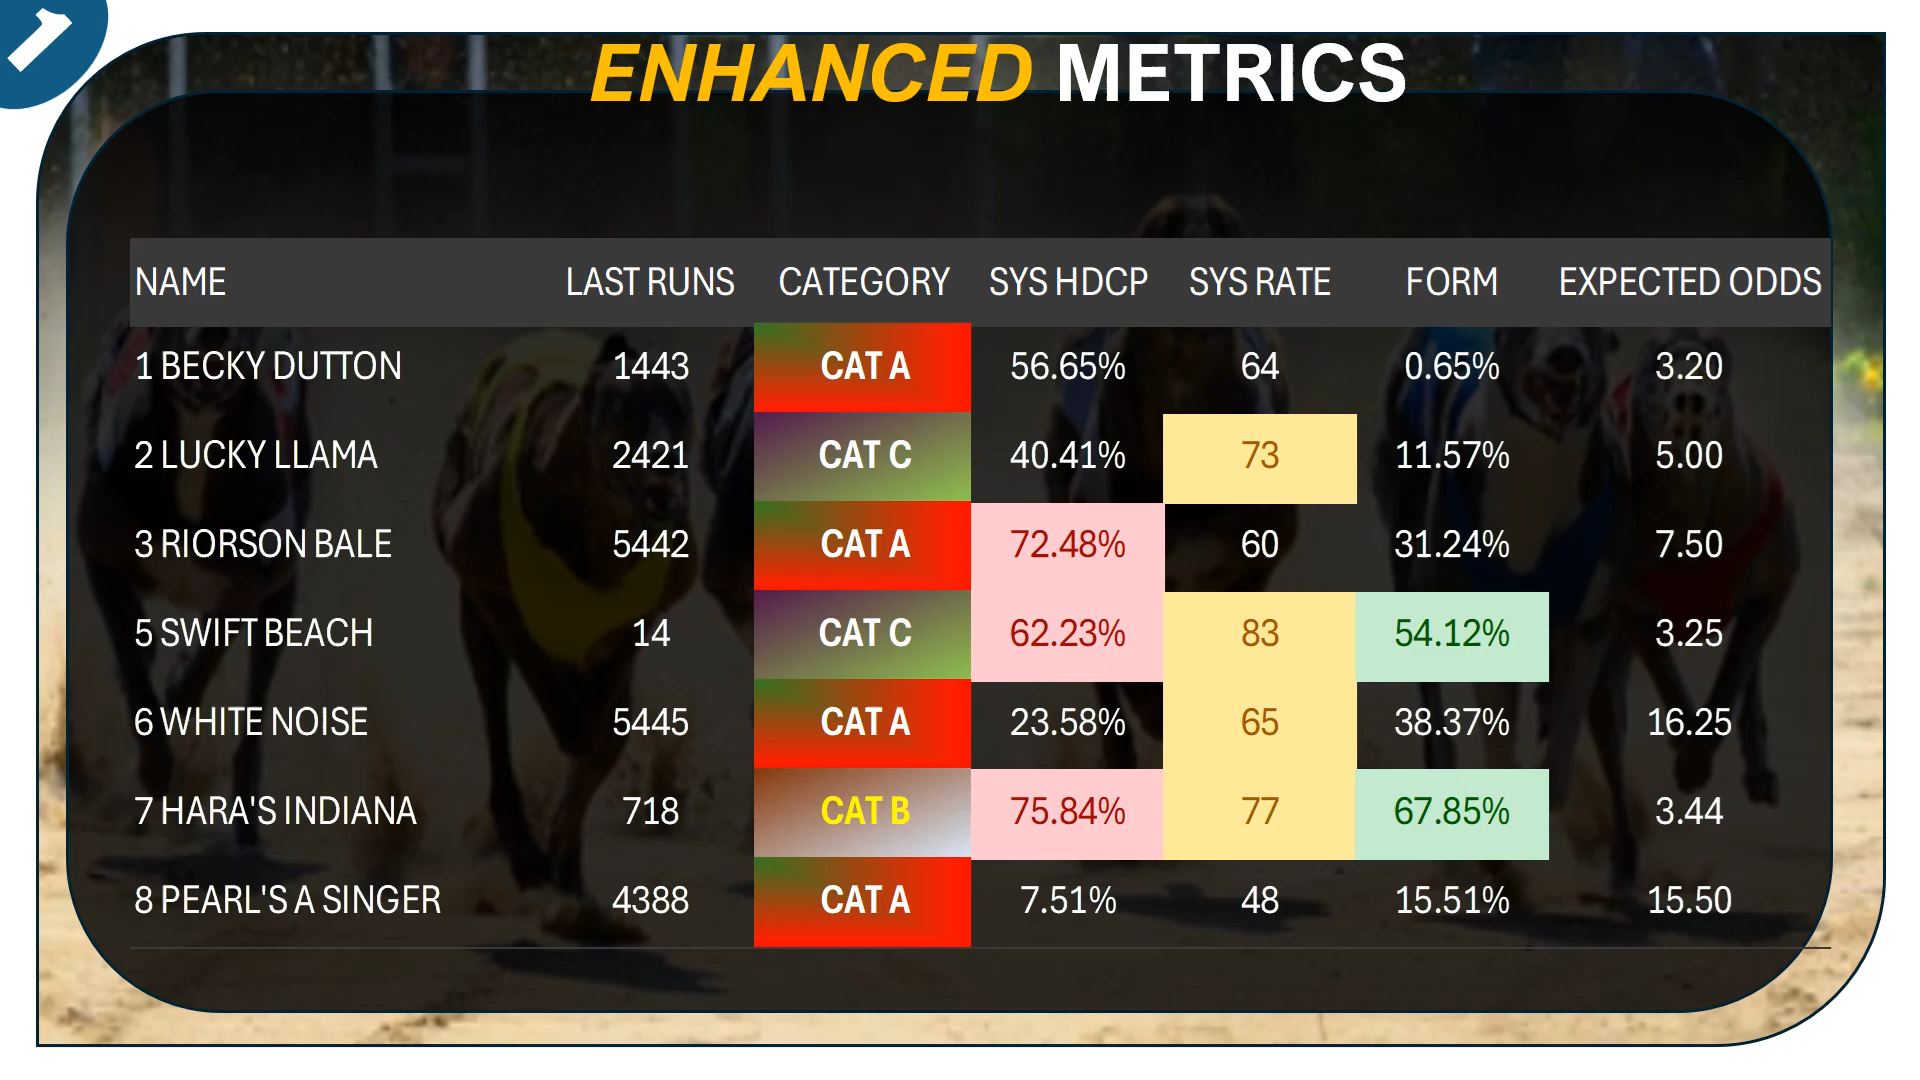 1
ENHANCED METRICS
NAME LAST RUNS CATEGORY SYS HDCP SYS RATE FORM EXPECTED ODDS
1 BECKY DUTTON 1443 CAT A 56.65% 64 0.65% 3.20
2 LUCKY LLAMA 2421 CAT C 40.41% 73 11.57% 5.00
3 RIORSON BALE 5442 CAT A 72.48% 60 31.24% 7.50
5 SWIFT BEACH 14 CAT C 62.23% 83 54.12% 3.25
6 WHITE NOISE 5445 CAT A 23.58% 65 38.37% 16.25
7 HARA'S INDIANA 718 CAT B 75.84% 77 67.85% 3.44
8 PEARL'S A SINGER 4388 CAT A 7.51% 48 15.51% 15.50